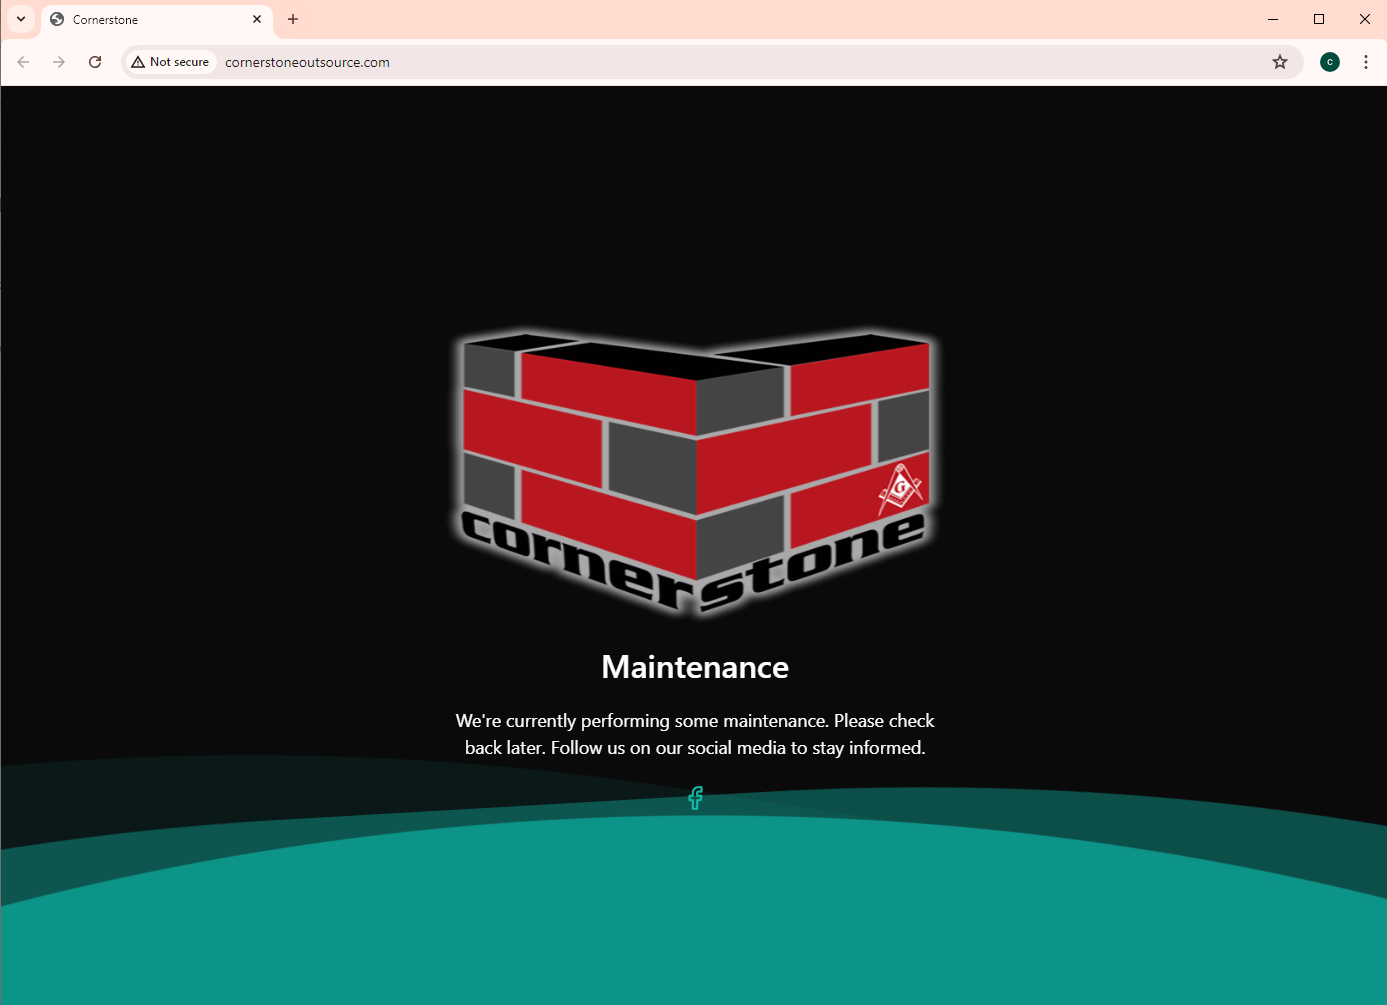 Cornerstone
Not secure
cornerstoneoutsource.com
c
G
cornerstone
Maintenance
We're currently performing some maintenance. Please check
back later. Follow us on our social media to stay informed.